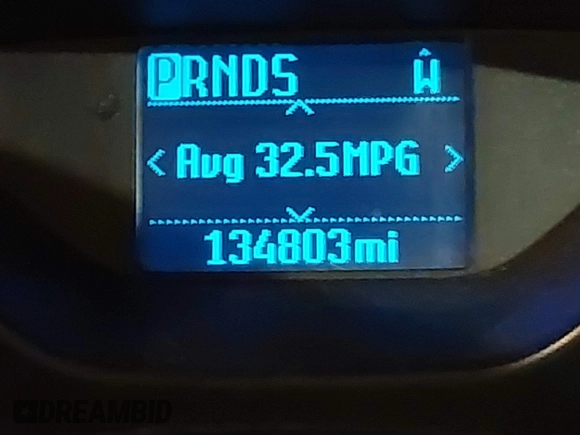 PRNDS Ŵ
Avg 32.5MPG
134803mi
DREAMBID